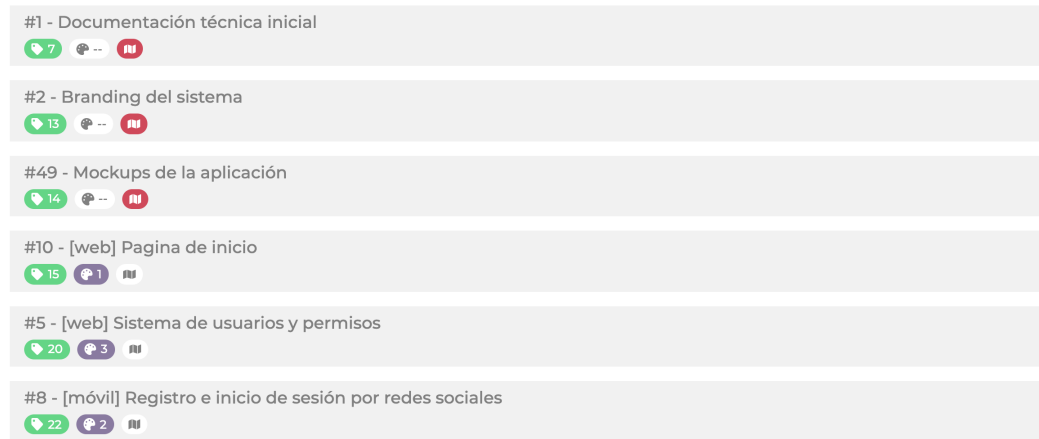 #1 - Documentación técnica inicial
7 --
#2 - Branding del sistema
13 --
#49 - Mockups de la aplicación
14 --
#10 - [web] Pagina de inicio
15 1
#5 - [web] Sistema de usuarios y permisos
20 3
#8 - [móvil] Registro e inicio de sesión por redes sociales
22 2